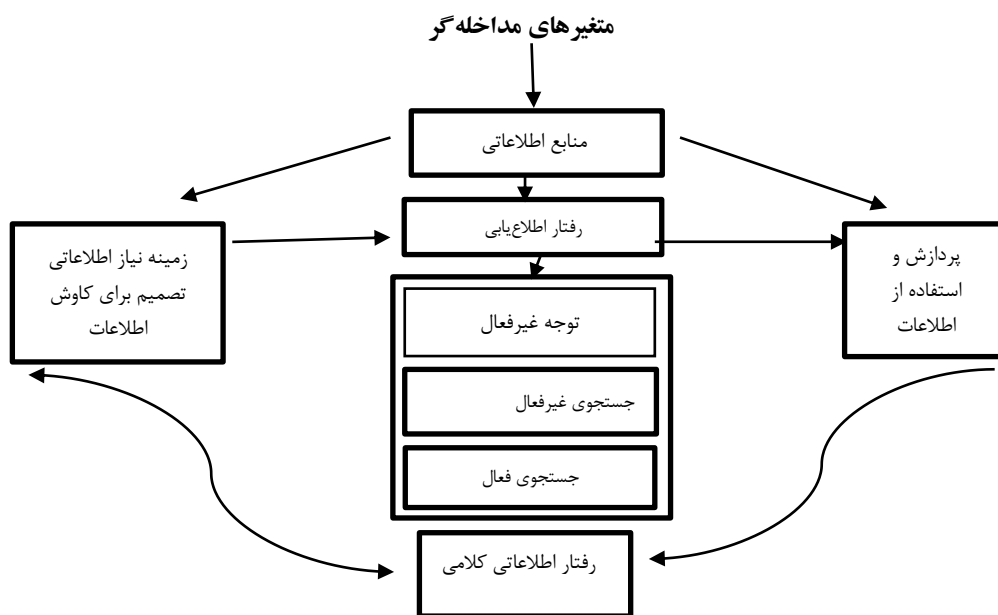 متغیرهای مداخله‌گر
منابع اطلاعاتی
رفتار اطلاع‌یابی
زمینه نیاز اطلاعاتی
تصمیم برای کاوش
اطلاعات
پردازش و
استفاده از
اطلاعات
توجه غیرفعال
جستجوی غیرفعال
جستجوی فعال
رفتار اطلاعاتی کلامی